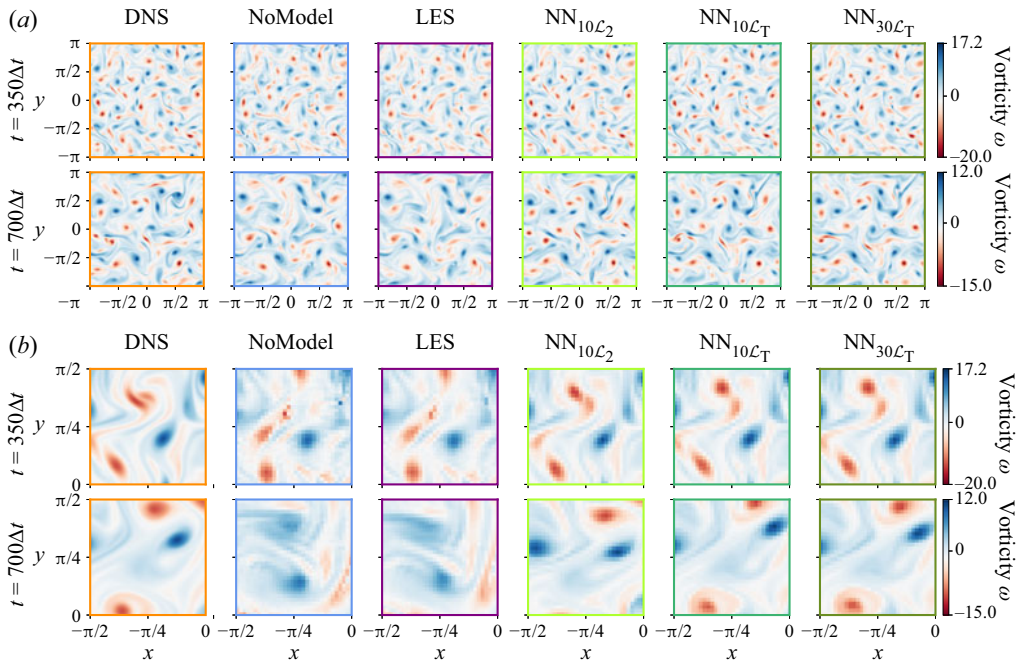 (a)
DNS NoModel LES NN10ℒ2 NN10ℒT NN30ℒT
t = 350Δt y π π/2 0 −π/2 −π 17.2 0 −20.0 Vorticity ω
t = 700Δt y π π/2 0 −π/2 12.0 0 −15.0 Vorticity ω
−π −π/2 0 π/2 π −π −π/2 0 π/2 π −π −π/2 0 π/2 π −π −π/2 0 π/2 π −π −π/2 0 π/2 π −π −π/2 0 π/2 π
(b)
DNS NoModel LES NN10ℒ2 NN10ℒT NN30ℒT
t = 350Δt y π/2 π/4 0 17.2 0 −20.0 Vorticity ω
t = 700Δt y π/2 π/4 0 12.0 0 −15.0 Vorticity ω
−π/2 −π/4 0 −π/2 −π/4 0 −π/2 −π/4 0 −π/2 −π/4 0 −π/2 −π/4 0 −π/2 −π/4 0
x x x x x x